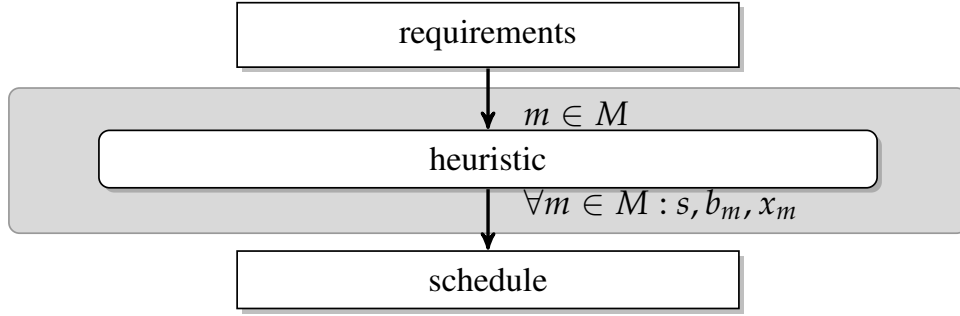 requirements
m ∈ M
heuristic
∀m ∈ M : s, b_m, x_m
schedule